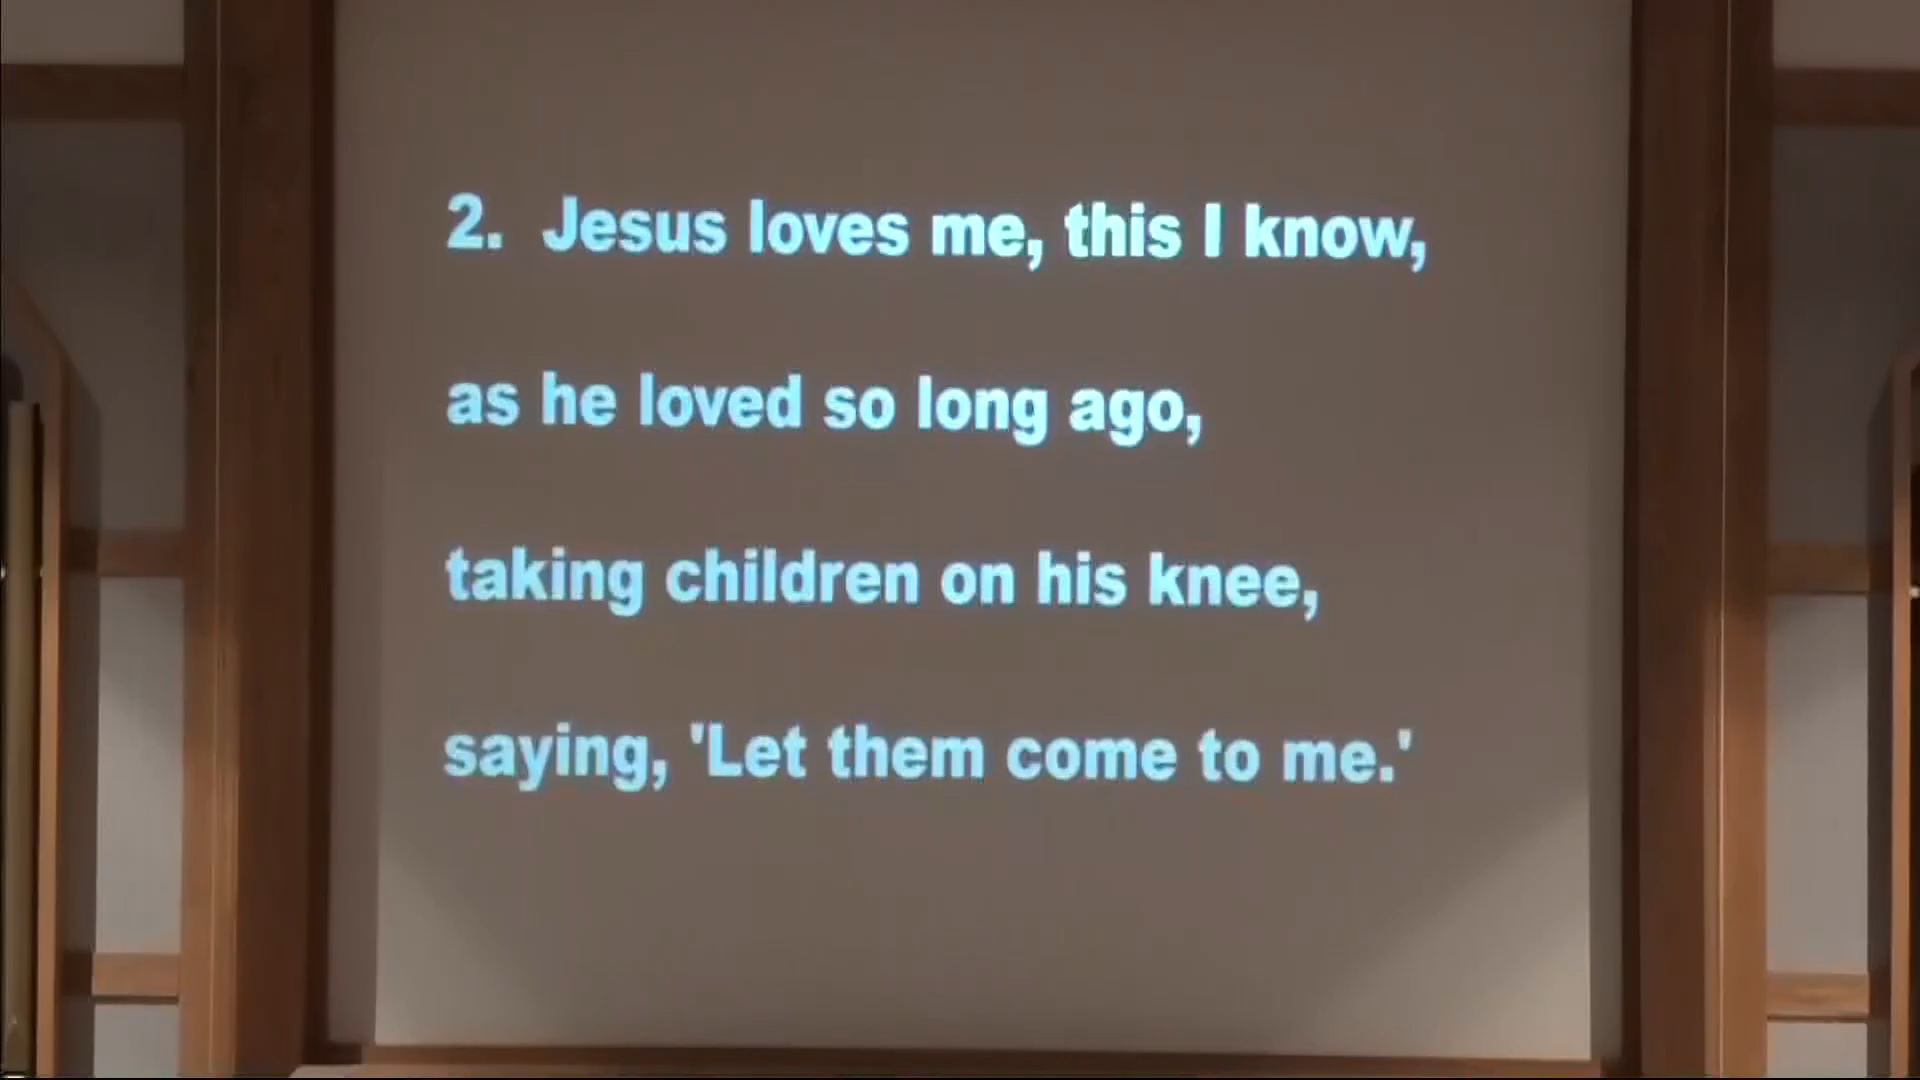 2. Jesus loves me, this I know,
as he loved so long ago,
taking children on his knee,
saying, 'Let them come to me.'